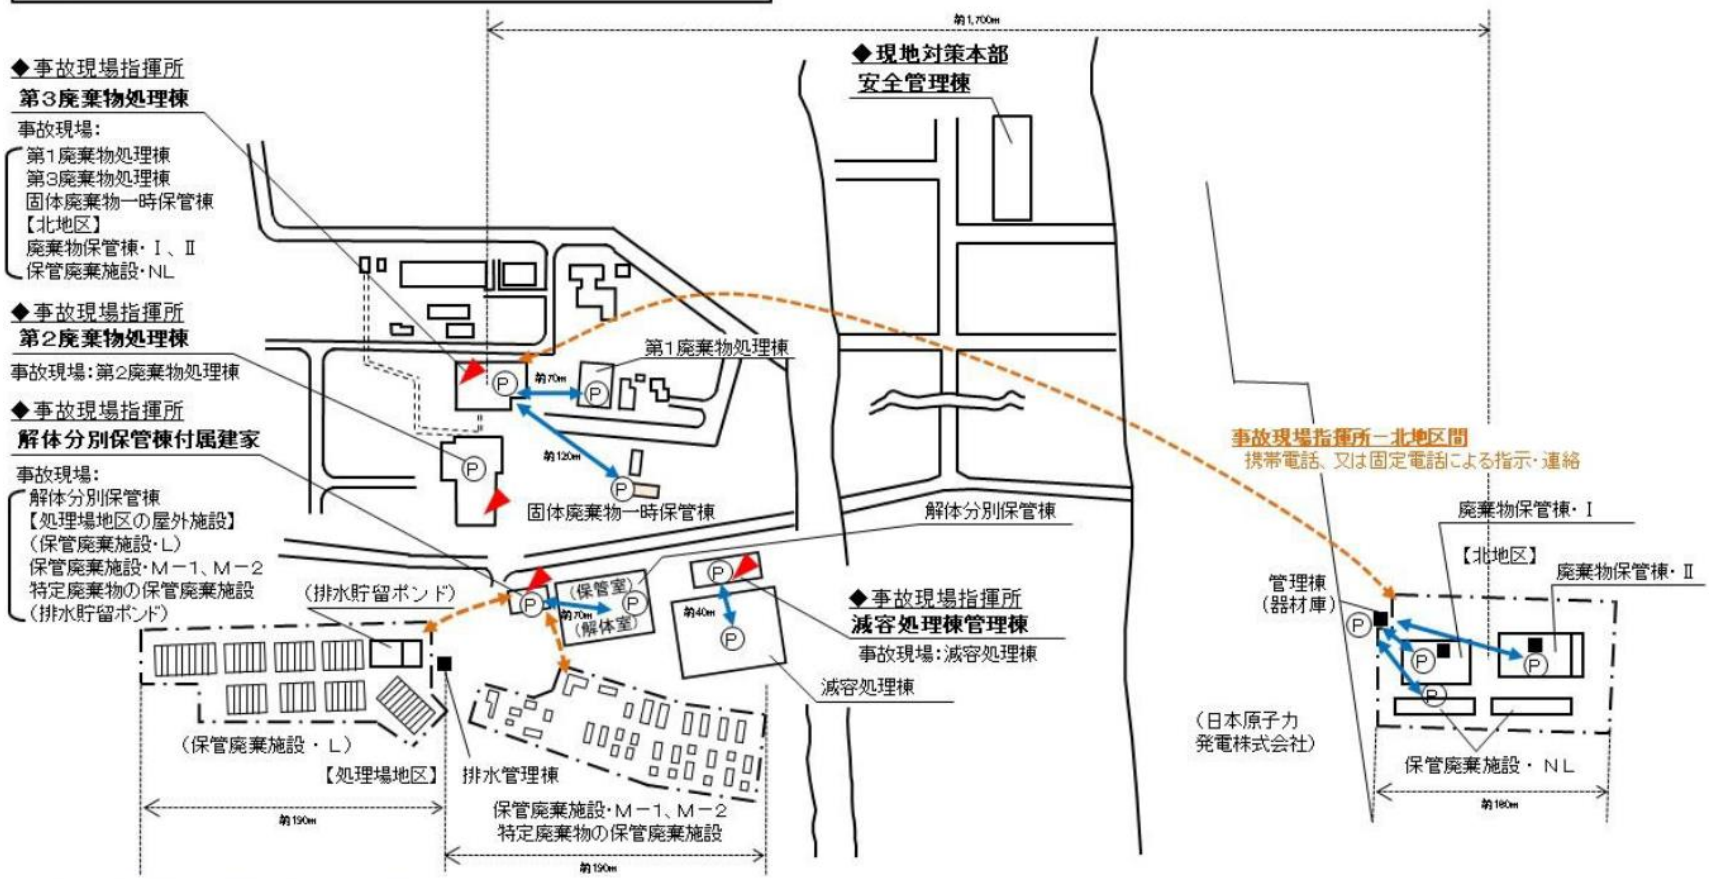 約1,700m
◆事故現場指揮所
第3廃棄物処理棟
事故現場：
第1廃棄物処理棟
第3廃棄物処理棟
固体廃棄物一時保管棟
【北地区】
廃棄物保管棟・Ⅰ、Ⅱ
保管廃棄施設・NL
◆現地対策本部
安全管理棟
◆事故現場指揮所
第2廃棄物処理棟
事故現場：第2廃棄物処理棟
◆事故現場指揮所
解体分別保管棟付属建家
事故現場：
解体分別保管棟
【処理場地区の屋外施設】
（保管廃棄施設・L）
保管廃棄施設・M－1、M－2
特定廃棄物の保管廃棄施設
（排水貯留ポンド）
第1廃棄物処理棟
P
約70m
P
約120m
P
P
固体廃棄物一時保管棟
解体分別保管棟
事故現場指揮所－北地区間
携帯電話、又は固定電話による指示・連絡
廃棄物保管棟・Ⅰ
【北地区】
廃棄物保管棟・Ⅱ
管理棟
（器材庫）
P
P
P
P
（排水貯留ポンド）
P
約70m
（保管室）
P
（解体室）
P
約40m
P
◆事故現場指揮所
減容処理棟管理棟
事故現場：減容処理棟
減容処理棟
（保管廃棄施設・L）
【処理場地区】
排水管理棟
保管廃棄施設・M－1、M－2
特定廃棄物の保管廃棄施設
（日本原子力
発電株式会社）
保管廃棄施設・NL
約190m
約190m
約180m